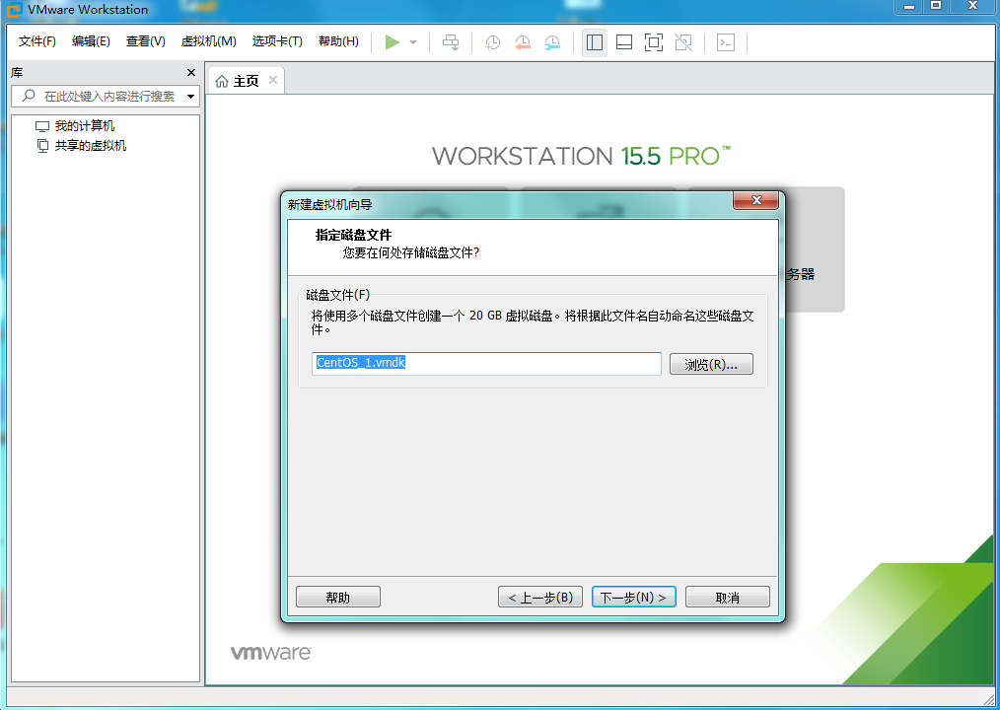 VMware Workstation
文件(F) 编辑(E) 查看(V) 虚拟机(M) 选项卡(T) 帮助(H)
库
主页
在此处键入内容进行搜索
我的计算机
共享的虚拟机
WORKSTATION 15.5 PRO™
新建虚拟机向导
指定磁盘文件
您要在何处存储磁盘文件?
务器
磁盘文件(F)
将使用多个磁盘文件创建一个 20 GB 虚拟磁盘。将根据此文件名自动命名这些磁盘文
件。
CentOS_1.vmdk
浏览(R)...
帮助
< 上一步(B)
下一步(N) >
取消
vmware